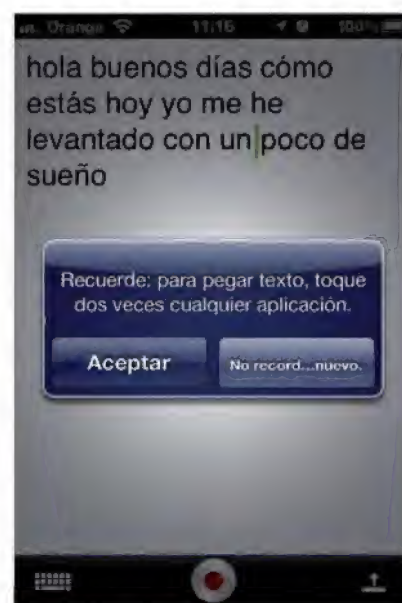 Orange 11:16 100%
hola buenos días cómo
estás hoy yo me he
levantado con un poco de
sueño
Recuerde: para pegar texto, toque
dos veces cualquier aplicación.
Aceptar
No record...nuevo.